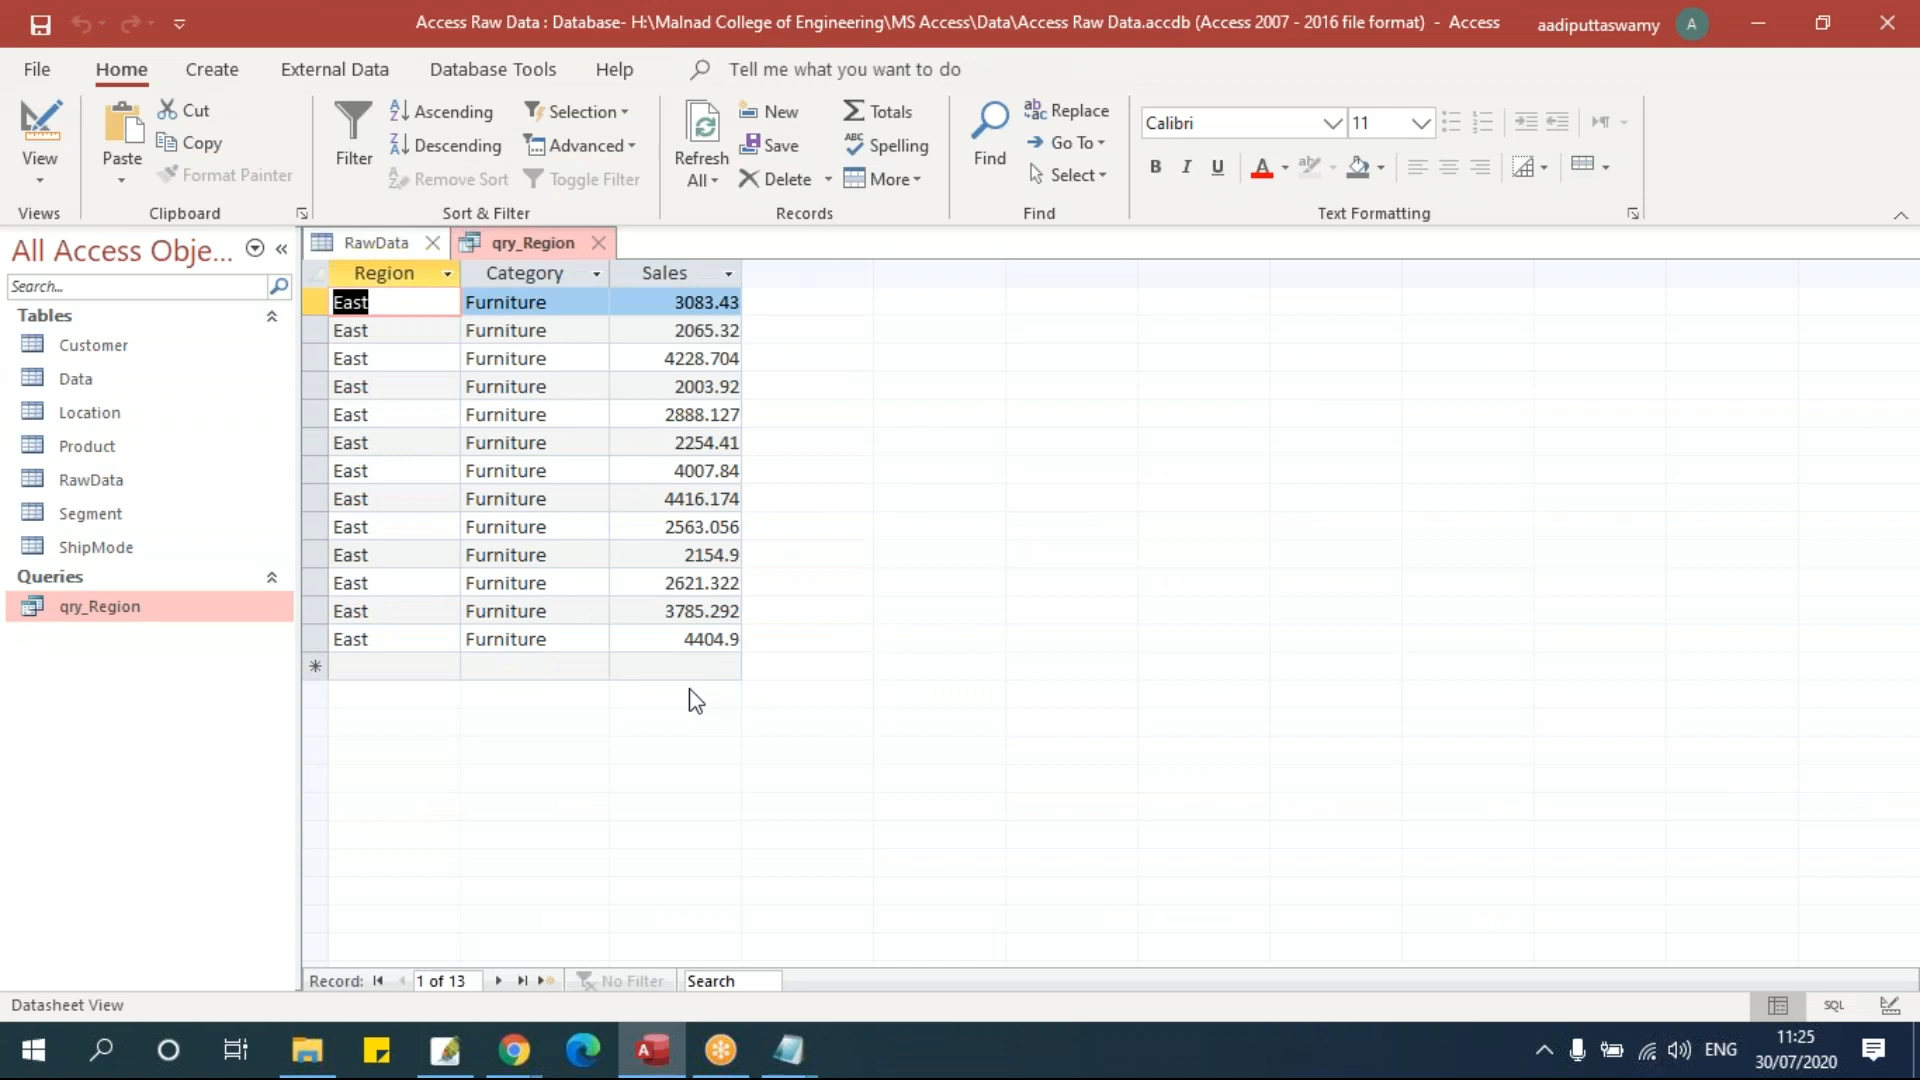 Access Raw Data : Database- H:\Malnad College of Engineering\MS Access\Data\Access Raw Data.accdb (Access 2007 - 2016 file format) - Access
aadiputtaswamy
A
File Home Create External Data Database Tools Help Tell me what you want to do
View
Views
Paste
Cut
Copy
Format Painter
Clipboard
Filter
Ascending
Descending
Remove Sort
Selection
Advanced
Toggle Filter
Sort & Filter
Refresh All
New
Save
Delete
Totals
Spelling
More
Records
Find
Replace
Go To
Select
Find
Calibri 11
B I U A
Text Formatting
All Access Obje...
Search...
Tables
Customer
Data
Location
Product
RawData
Segment
ShipMode
Queries
qry_Region
RawData qry_Region
Region Category Sales
East Furniture 3083.43
East Furniture 2065.32
East Furniture 4228.704
East Furniture 2003.92
East Furniture 2888.127
East Furniture 2254.41
East Furniture 4007.84
East Furniture 4416.174
East Furniture 2563.056
East Furniture 2154.9
East Furniture 2621.322
East Furniture 3785.292
East Furniture 4404.9
Record: 1 of 13 No Filter Search
Datasheet View
SQL
ENG
11:25
30/07/2020